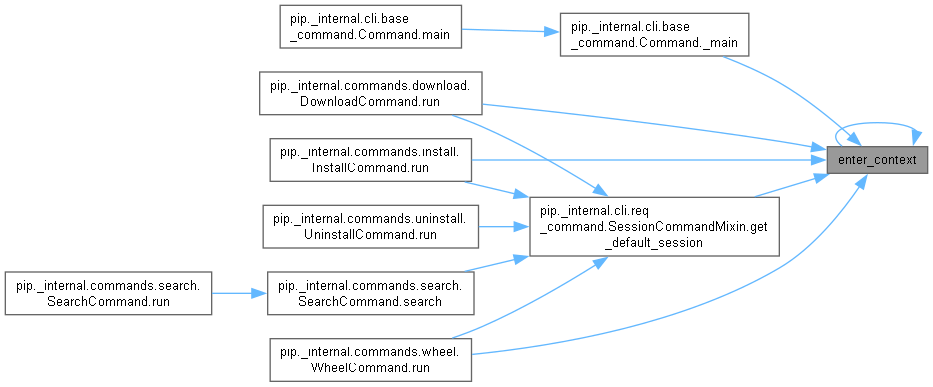 pip._internal.cli.base
_command.Command.main
pip._internal.cli.base
_command.Command._main
pip._internal.commands.download.
DownloadCommand.run
pip._internal.commands.install.
InstallCommand.run
enter_context
pip._internal.cli.req
_command.SessionCommandMixin.get
_default_session
pip._internal.commands.uninstall.
UninstallCommand.run
pip._internal.commands.search.
SearchCommand.run
pip._internal.commands.search.
SearchCommand.search
pip._internal.commands.wheel.
WheelCommand.run